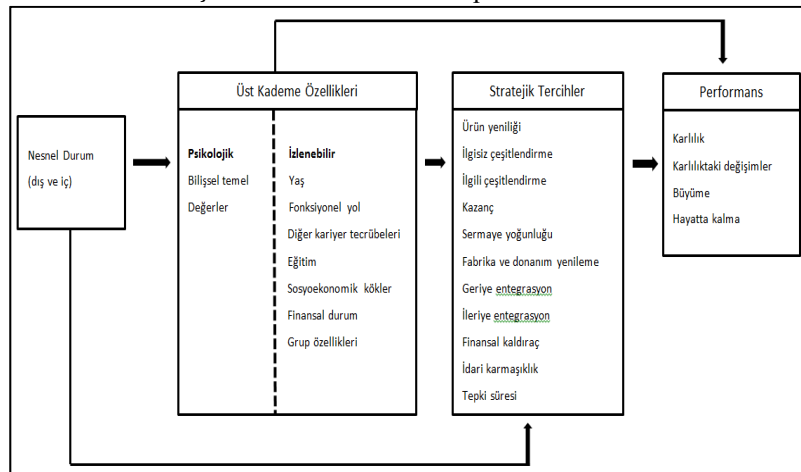 Nesnel Durum
(dış ve iç)
Üst Kademe Özellikleri
Psikolojik
Bilişsel temel
Değerler
İzlenebilir
Yaş
Fonksiyonel yol
Diğer kariyer tecrübeleri
Eğitim
Sosyoekonomik kökler
Finansal durum
Grup özellikleri
Stratejik Tercihler
Ürün yeniliği
İlgisiz çeşitlendirme
İlgili çeşitlendirme
Kazanç
Sermaye yoğunluğu
Fabrika ve donanım yenileme
Geriye entegrasyon
İleriye entegrasyon
Finansal kaldıraç
İdari karmaşıklık
Tepki süresi
Performans
Karlılık
Karlılıktaki değişimler
Büyüme
Hayatta kalma